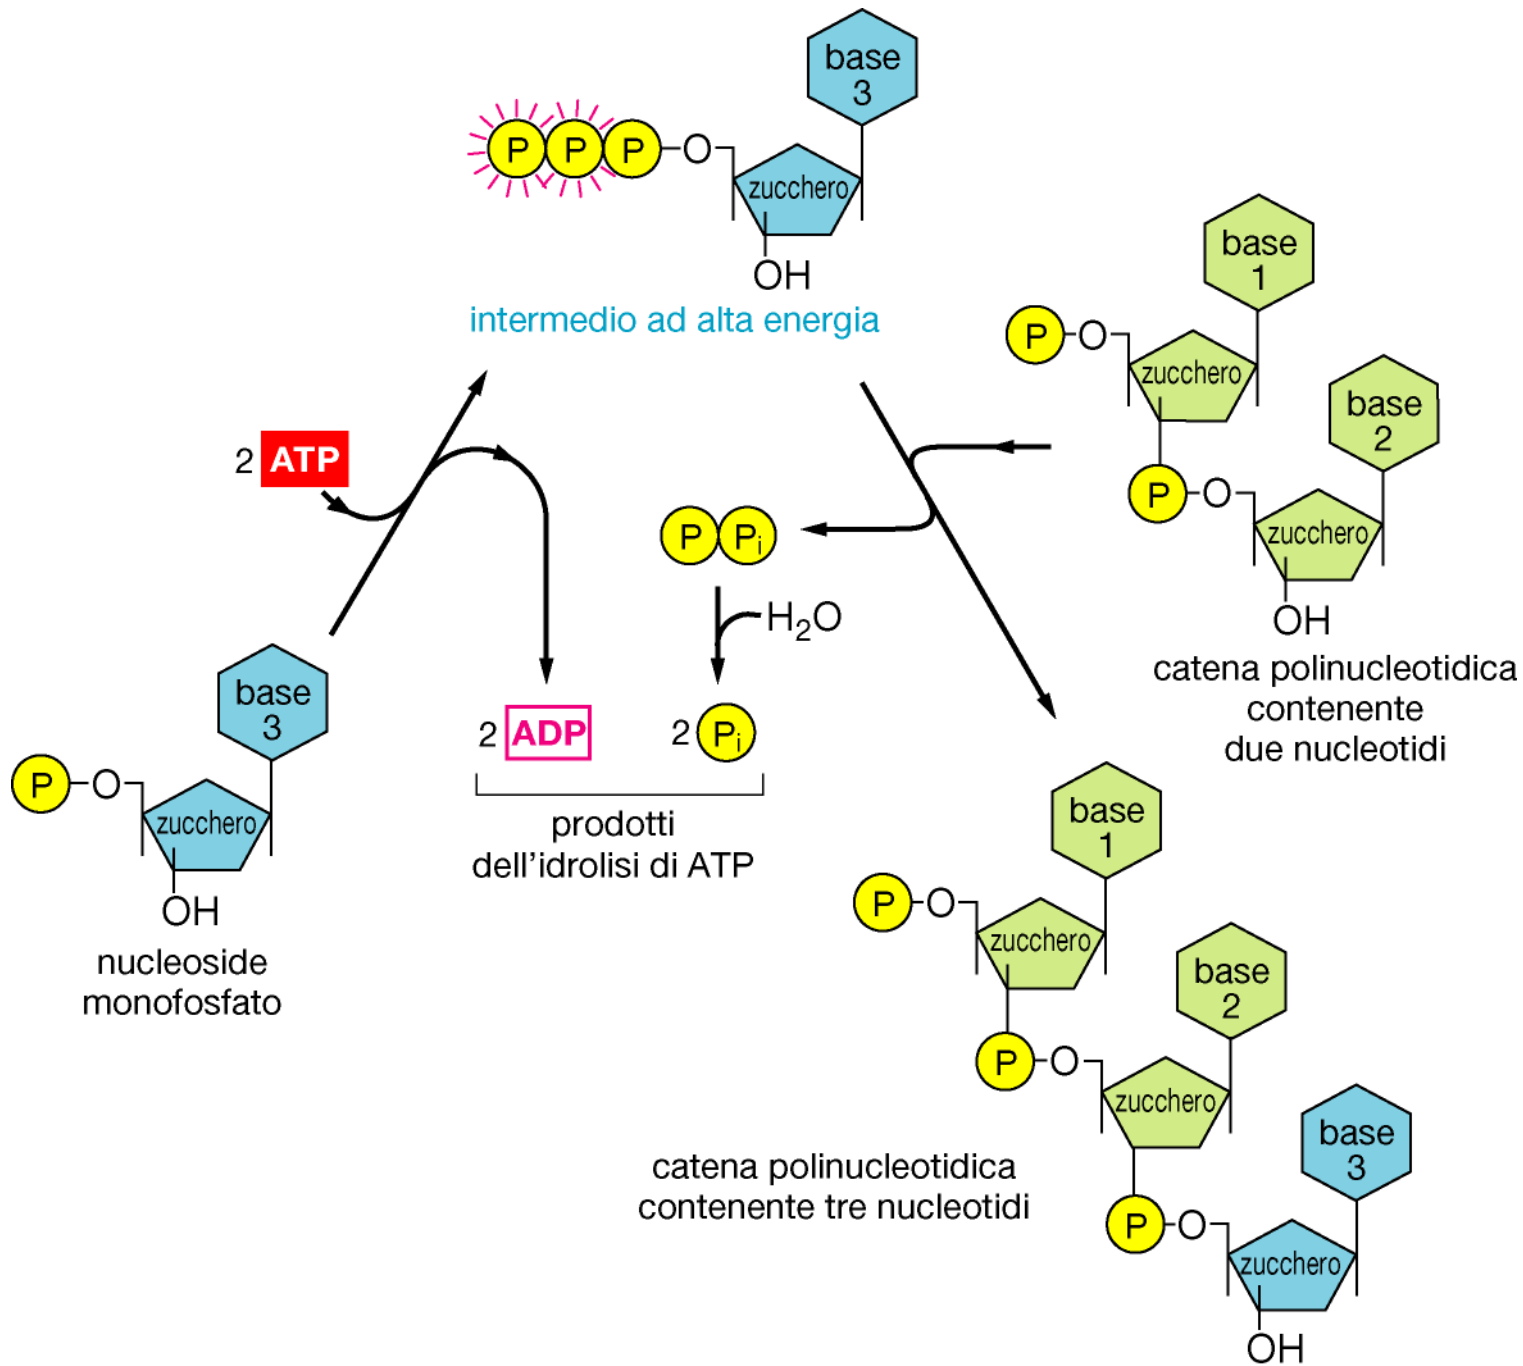 base
3
P P P O
zucchero
OH
intermedio ad alta energia
base
1
P O
zucchero
base
2
P O
zucchero
OH
catena polinucleotidica
contenente
due nucleotidi
2 ATP
P Pi
H2O
2 ADP
2 Pi
prodotti
dell’idrolisi di ATP
base
3
P O
zucchero
OH
nucleoside
monofosfato
base
1
P O
zucchero
base
2
P O
zucchero
base
3
P O
zucchero
OH
catena polinucleotidica
contenente tre nucleotidi